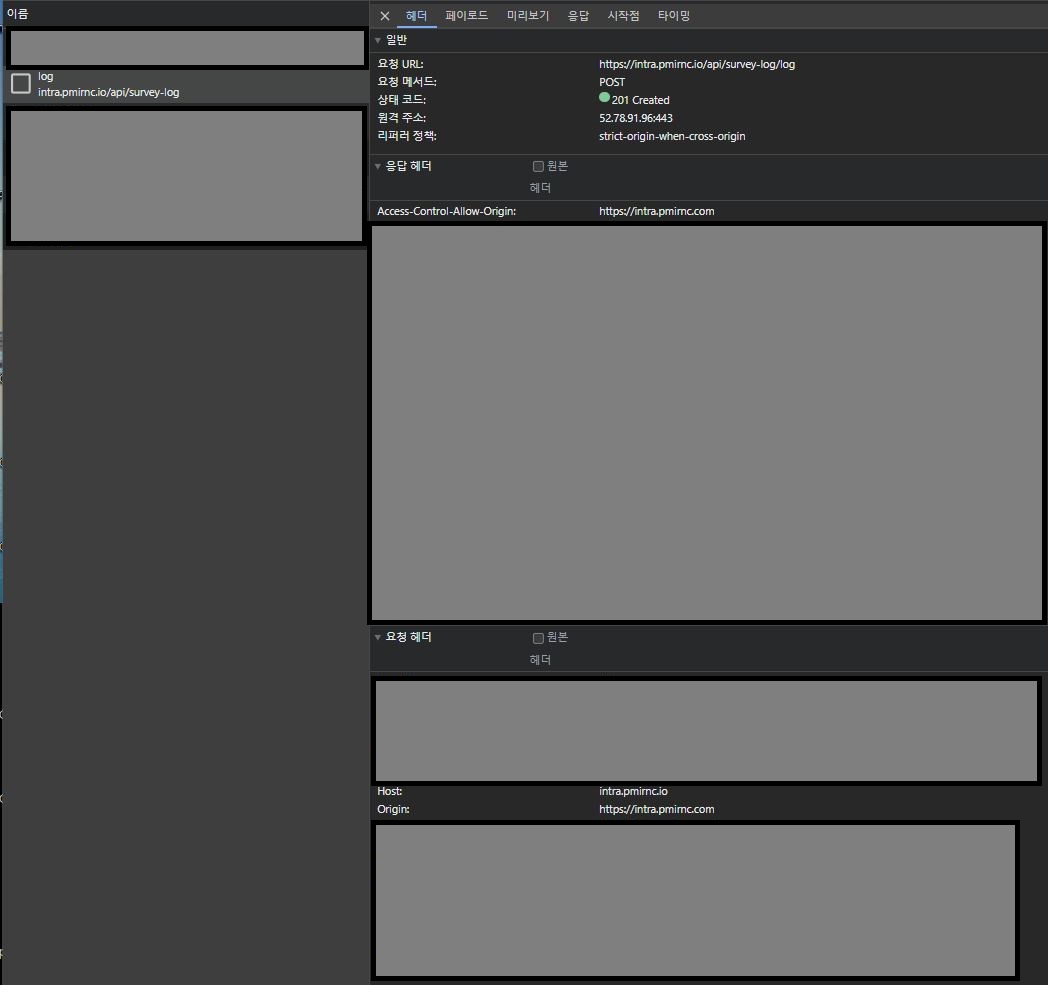 이름
log
intra.pmirnc.io/api/survey-log
헤더 페이로드 미리보기 응답 시작점 타이밍
일반
요청 URL: https://intra.pmirnc.io/api/survey-log/log
요청 메서드: POST
상태 코드: 201 Created
원격 주소: 52.78.91.96:443
리퍼러 정책: strict-origin-when-cross-origin
응답 헤더 원본
헤더
Access-Control-Allow-Origin: https://intra.pmirnc.com
요청 헤더 원본
헤더
Host: intra.pmirnc.io
Origin: https://intra.pmirnc.com